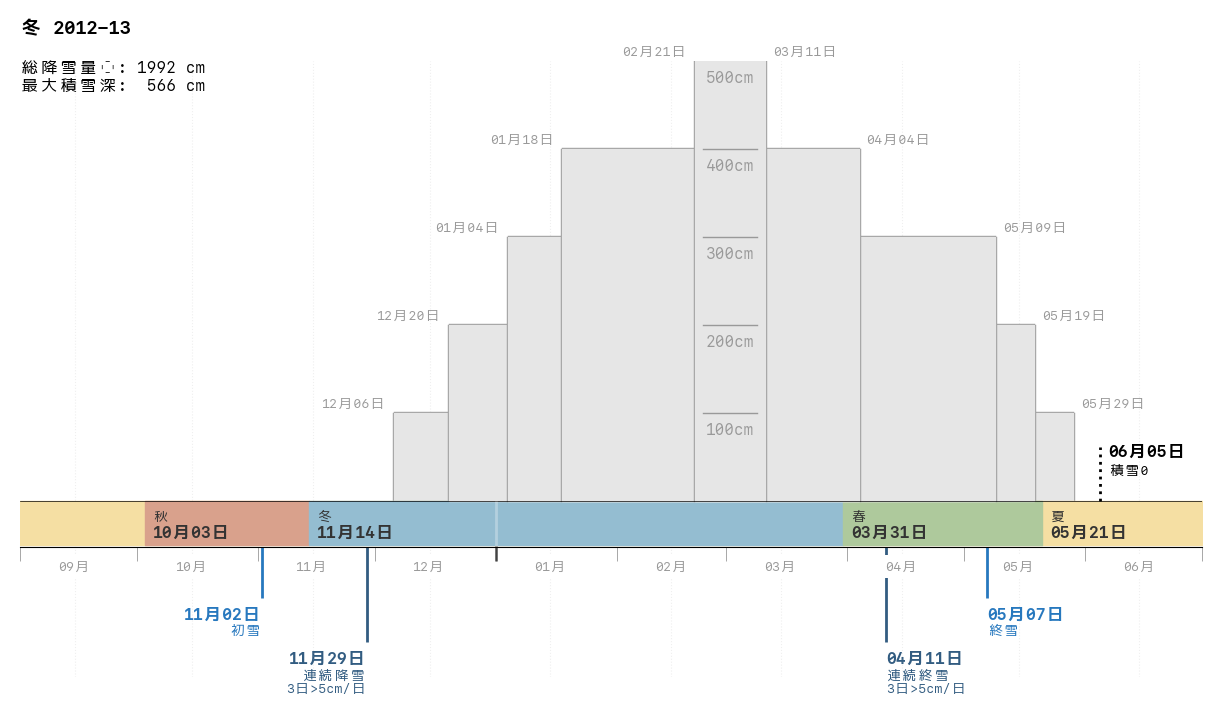 冬 2012-13
総降雪量: 1992 cm
最大積雪深: 566 cm
02月21日 03月11日
500cm
01月18日 04月04日
400cm
01月04日 05月09日
300cm
12月20日 05月19日
200cm
12月06日 05月29日
100cm
06月05日
積雪0
秋 冬 春 夏
10月03日 11月14日 03月31日 05月21日
09月 10月 11月 12月 01月 02月 03月 04月 05月 06月
11月02日 05月07日
初雪 終雪
11月29日 04月11日
連続降雪 連続終雪
3日>5cm/日 3日>5cm/日